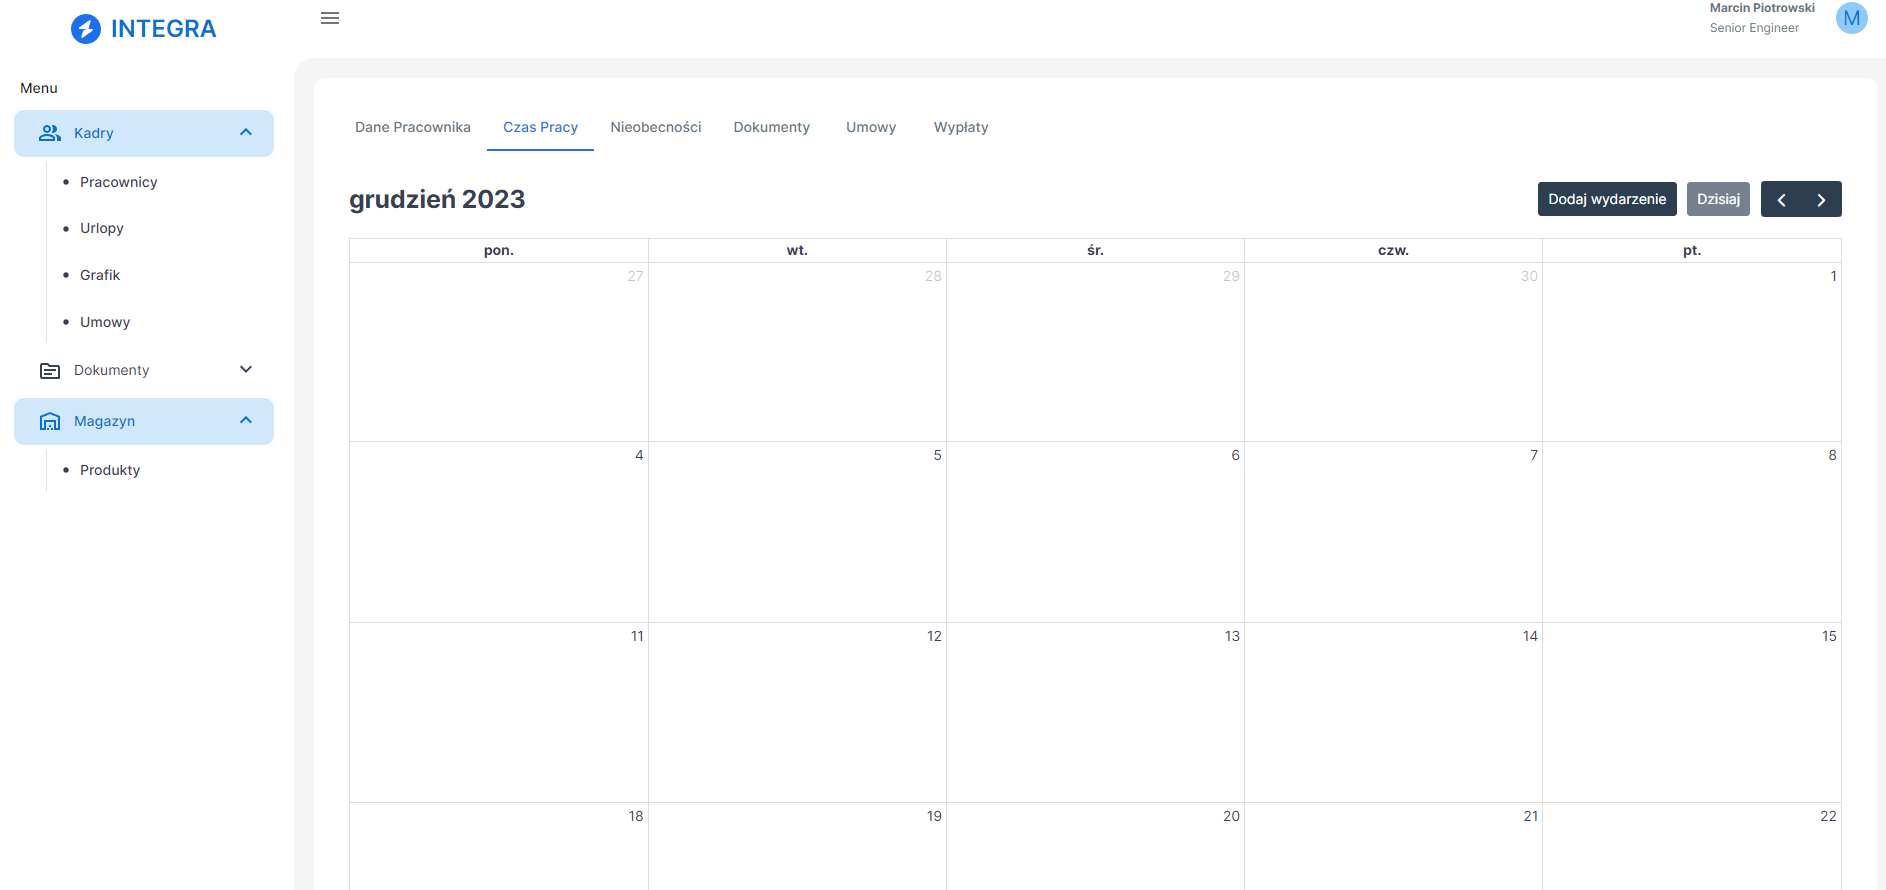 INTEGRA
Marcin Piotrowski
Senior Engineer
M
Menu
Kadry
Pracownicy
Urlopy
Grafik
Umowy
Dokumenty
Magazyn
Produkty
Dane Pracownika Czas Pracy Nieobecności Dokumenty Umowy Wypłaty
grudzień 2023 Dodaj wydarzenie Dzisiaj
pon. wt. śr. czw. pt.
27 28 29 30 1
4 5 6 7 8
11 12 13 14 15
18 19 20 21 22